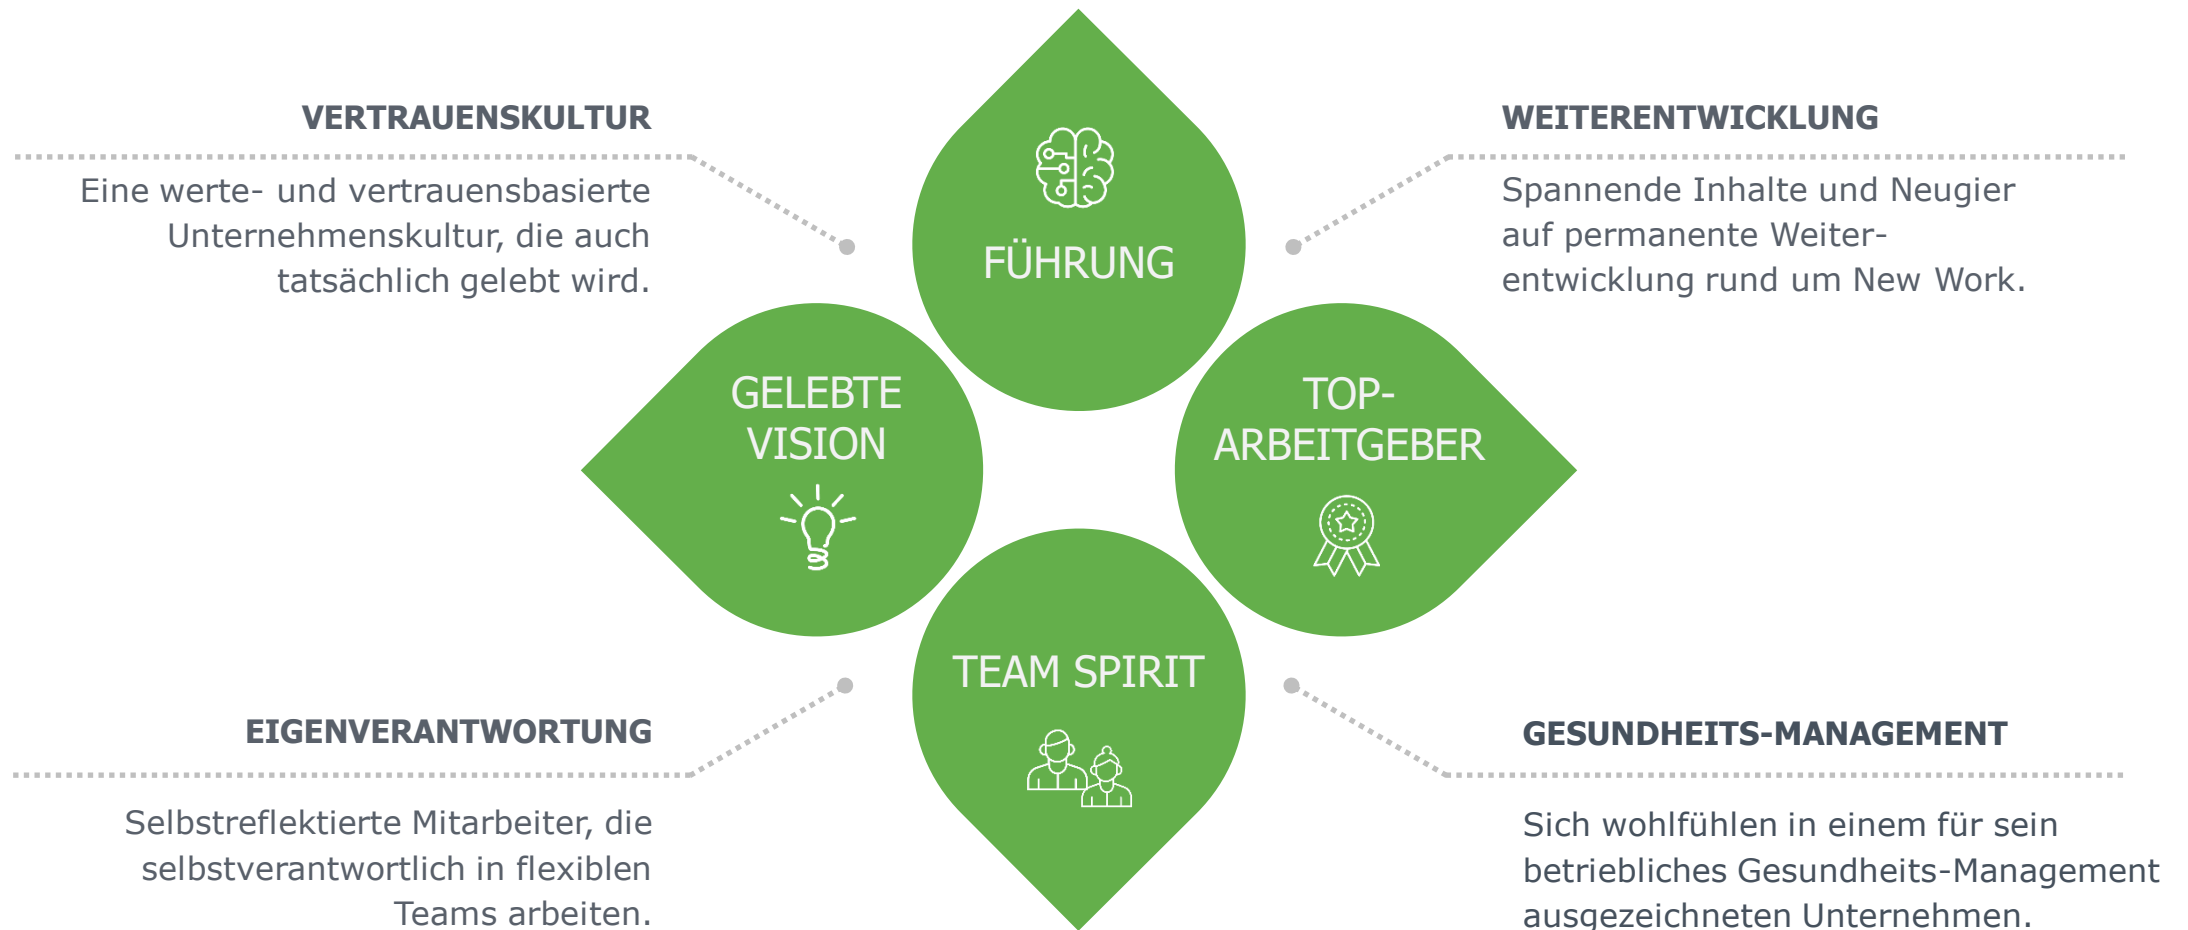 VERTRAUENSKULTUR
Eine werte- und vertrauensbasierte
Unternehmenskultur, die auch
tatsächlich gelebt wird.
WEITERENTWICKLUNG
Spannende Inhalte und Neugier
auf permanente Weiter-
entwicklung rund um New Work.
FÜHRUNG
GELEBTE
VISION
TOP-
ARBEITGEBER
TEAM SPIRIT
EIGENVERANTWORTUNG
Selbstreflektierte Mitarbeiter, die
selbstverantwortlich in flexiblen
Teams arbeiten.
GESUNDHEITS-MANAGEMENT
Sich wohlfühlen in einem für sein
betriebliches Gesundheits-Management
ausgezeichneten Unternehmen.